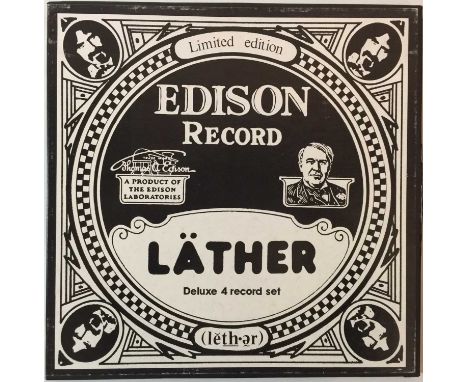 Limited edition
EDISON
RECORD
Thomas A Edison
A PRODUCT OF
THE EDISON
LABORATORIES
LÄTHER
Deluxe 4 record set
(lĕth·ər)